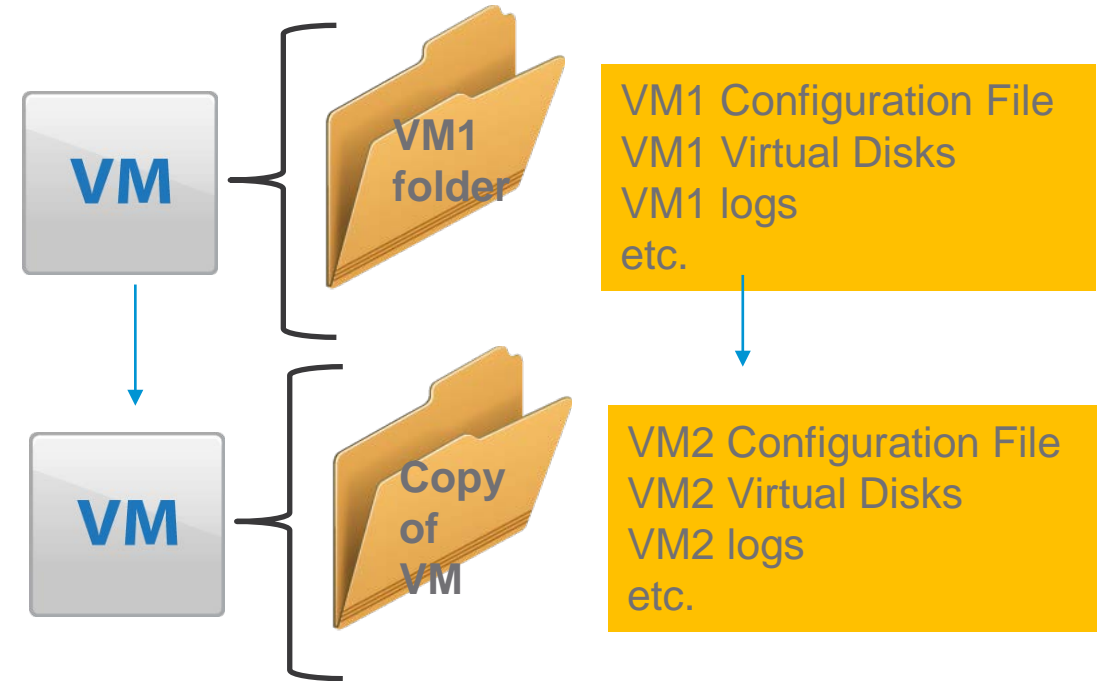 VM
VM1
folder
VM1 Configuration File
VM1 Virtual Disks
VM1 logs
etc.
VM
Copy
of
VM
VM2 Configuration File
VM2 Virtual Disks
VM2 logs
etc.